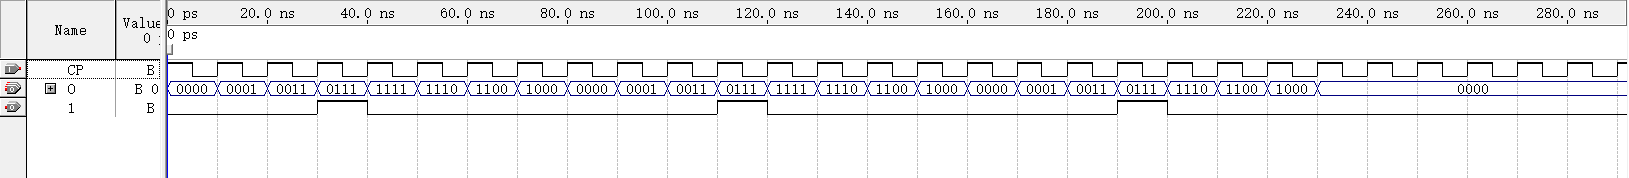 0 ps 20.0 ns 40.0 ns 60.0 ns 80.0 ns 100.0 ns 120.0 ns 140.0 ns 160.0 ns 180.0 ns 200.0 ns 220.0 ns 240.0 ns 260.0 ns 280.0 ns
Name Value
0
0 ps
CP B
O B 0 0000 0001 0011 0111 1111 1110 1100 1000 0000 0001 0011 0111 1111 1110 1100 1000 0000 0001 0011 0111 1110 1100 1000 0000
1 B